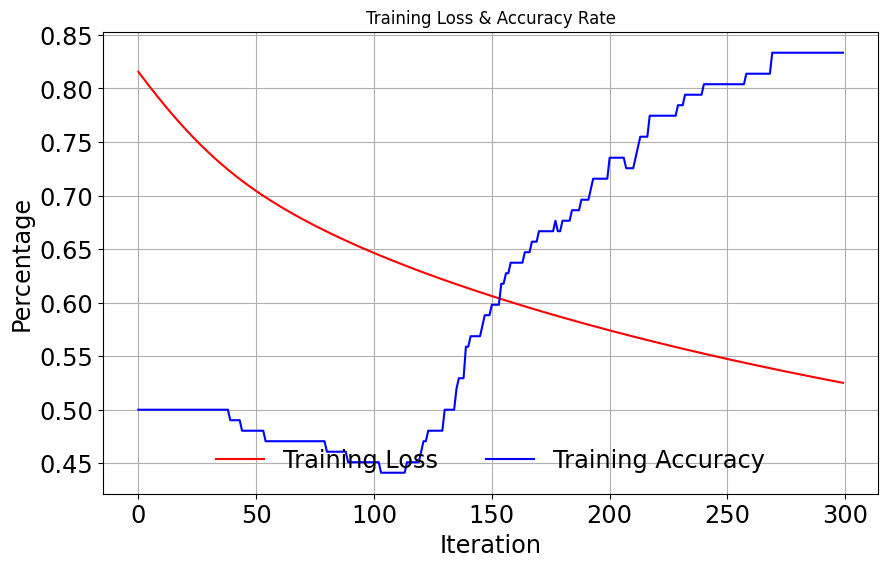 Training Loss & Accuracy Rate
0.85
0.80
0.75
0.70
0.65
0.60
0.55
0.50
0.45
Percentage
Training Loss
Training Accuracy
0 50 100 150 200 250 300
Iteration